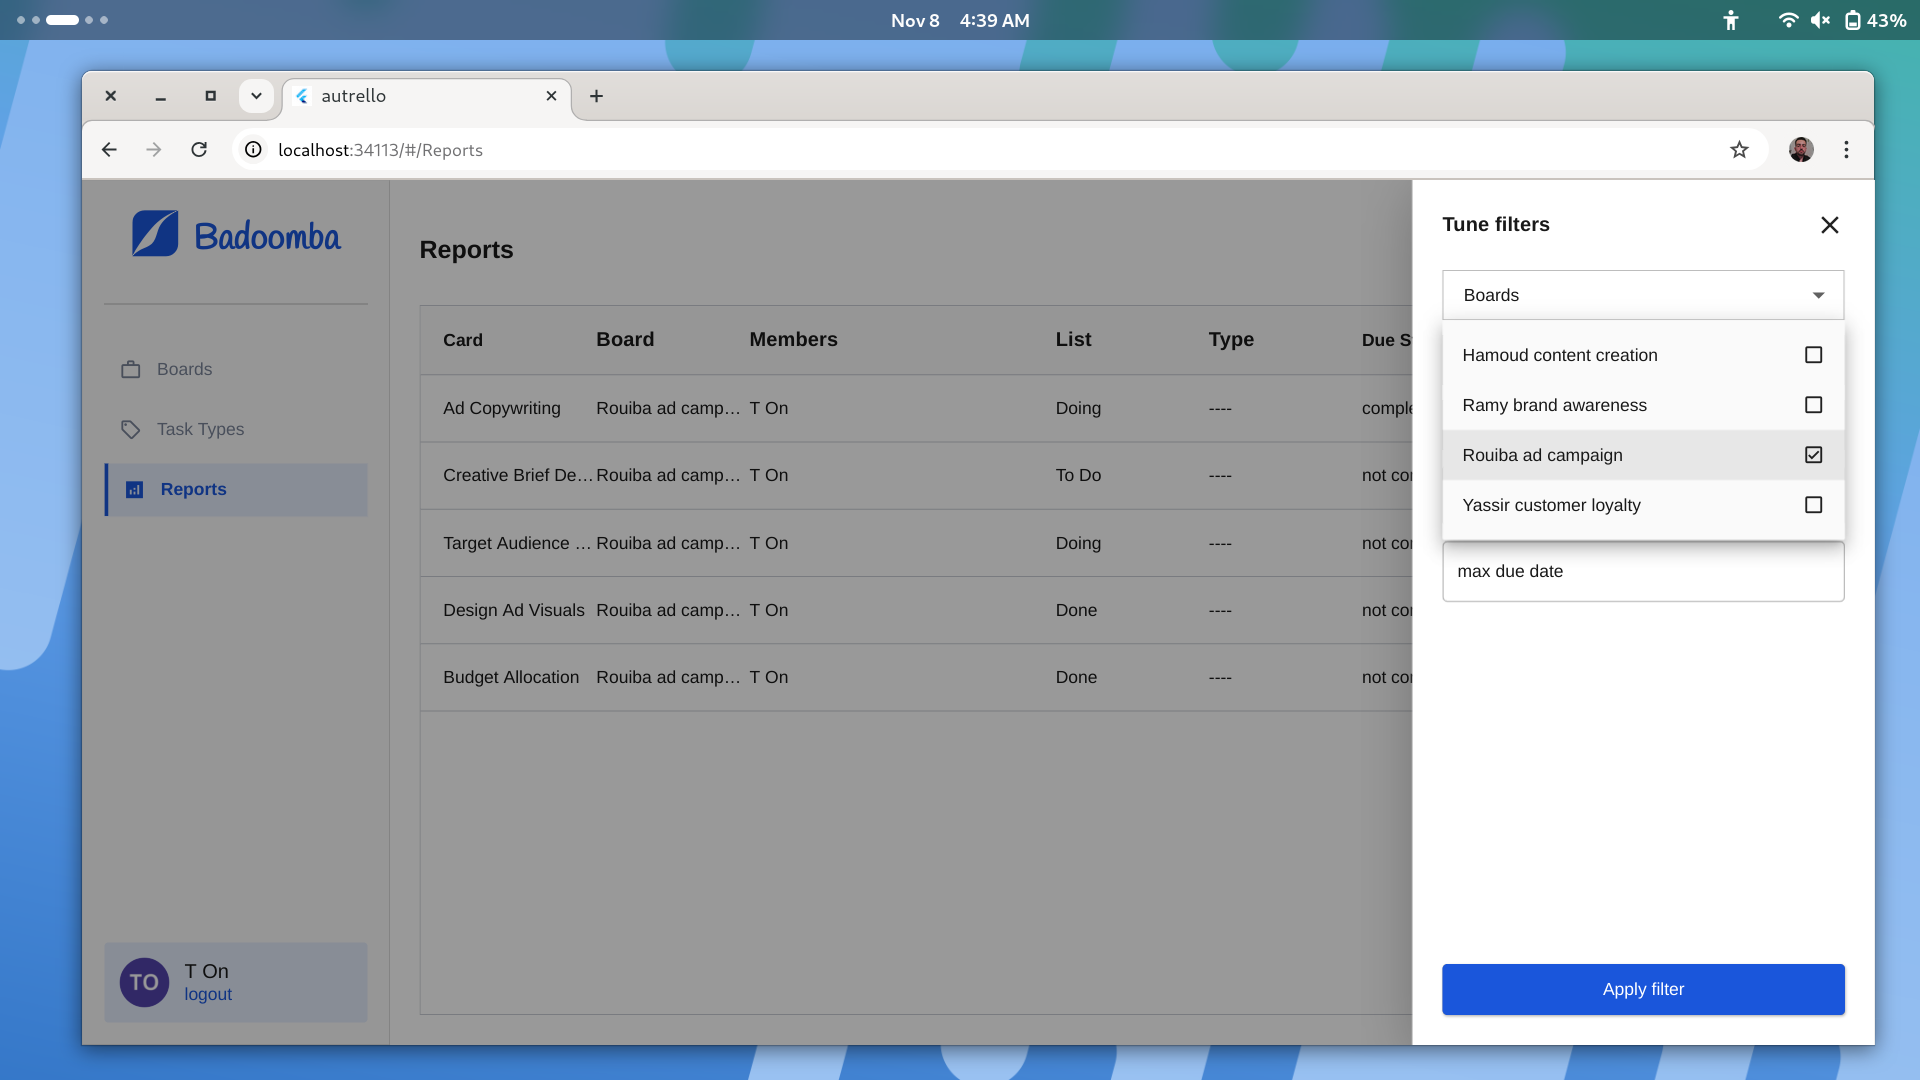 Nov 8 4:39 AM
43%
autrello
localhost:34113/#/Reports
Badoomba
Boards
Task Types
Reports
TO
T On
logout
Reports
Card Board Members List Type Due S
Ad Copywriting Rouiba ad camp... T On Doing ---- comple
Creative Brief De... Rouiba ad camp... T On To Do ---- not con
Target Audience ... Rouiba ad camp... T On Doing ---- not con
Design Ad Visuals Rouiba ad camp... T On Done ---- not con
Budget Allocation Rouiba ad camp... T On Done ---- not con
Tune filters
Boards
Hamoud content creation
Ramy brand awareness
Rouiba ad campaign
Yassir customer loyalty
max due date
Apply filter